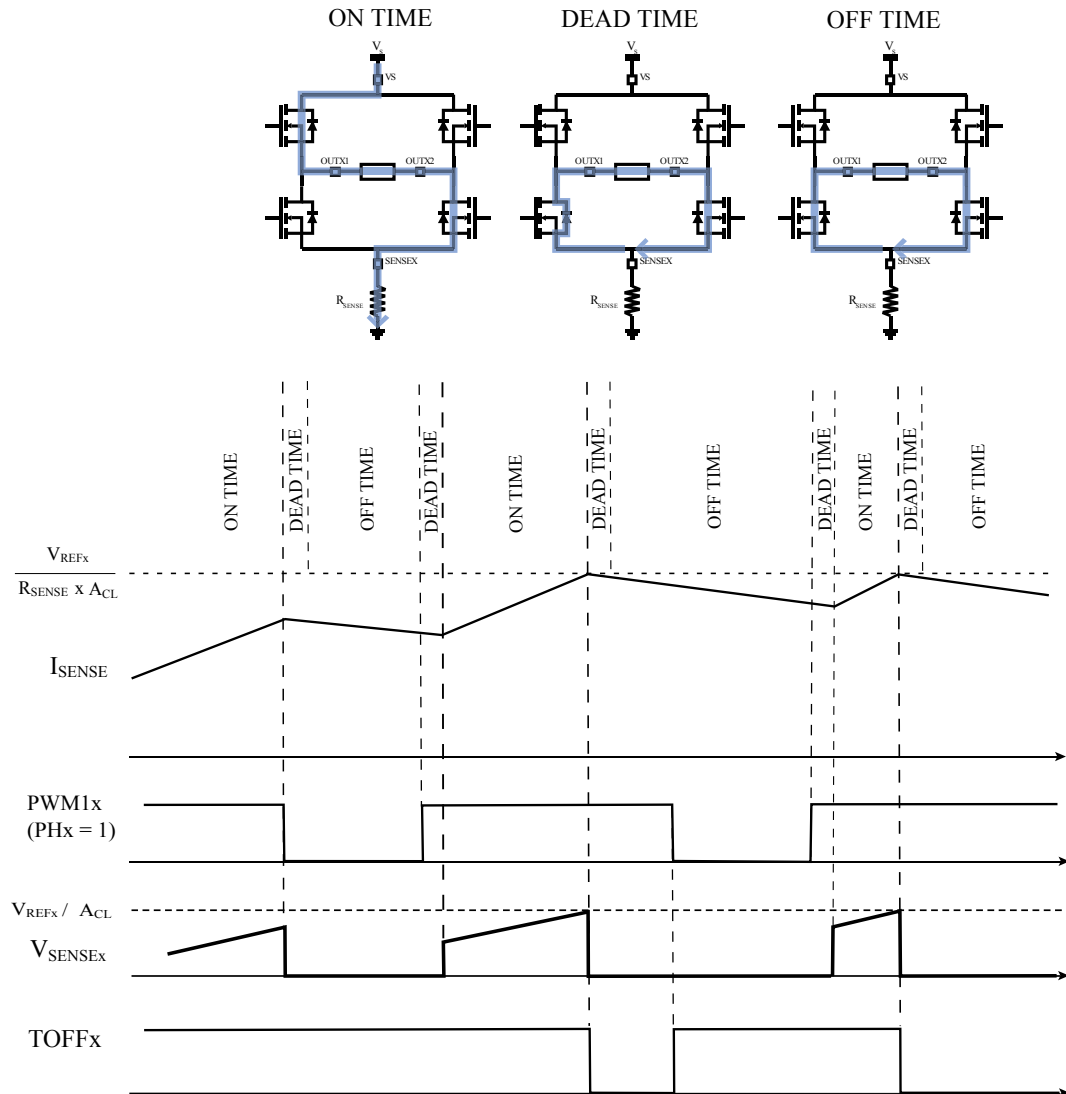 ON TIME
DEAD TIME
OFF TIME
VS
VS
VS
VS
VS
VS
OUTX1
OUTX2
OUTX1
OUTX2
OUTX1
OUTX2
SENSEX
SENSEX
SENSEX
RSENSE
RSENSE
RSENSE
ON TIME
DEAD TIME
OFF TIME
DEAD TIME
ON TIME
DEAD TIME
OFF TIME
DEAD TIME
ON TIME
DEAD TIME
OFF TIME
VREFx
RSENSE x ACL
ISENSE
PWM1x
(PHx = 1)
VREFx / ACL
VSENSEx
TOFFx